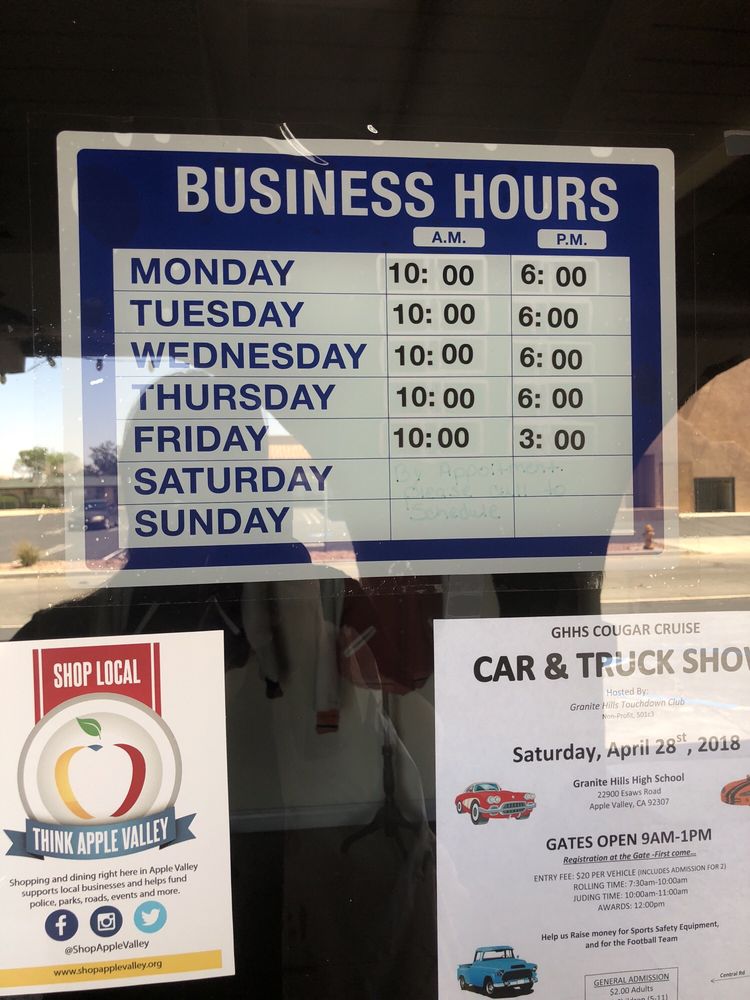 BUSINESS HOURS
A.M. P.M.
MONDAY 10: 00 6: 00
TUESDAY 10: 00 6: 00
WEDNESDAY 10: 00 6: 00
THURSDAY 10: 00 6: 00
FRIDAY 10: 00 3: 00
SATURDAY By Appointment
Please call to
SUNDAY Schedule
SHOP LOCAL
THINK APPLE VALLEY
Shopping and dining right here in Apple Valley
supports local businesses and helps fund
police, parks, roads, events and more.
@ShopAppleValley
www.shopapplevalley.org
GHHS COUGAR CRUISE
CAR & TRUCK SHO
Hosted By:
Granite Hills Touchdown Club
Non-Profit, 501c3
Saturday, April 28st, 2018
Granite Hills High School
22900 Esaws Road
Apple Valley, CA 92307
GATES OPEN 9AM-1PM
Registration at the Gate -First come...
ENTRY FEE: $20 PER VEHICLE (INCLUDES ADMISSION FOR 2)
ROLLING TIME: 7:30am-10:00am
JUDING TIME: 10:00am-11:00am
AWARDS: 12:00pm
Help us Raise money for Sports Safety Equipment,
and for the Football Team
Central Rd
GENERAL ADMISSION
$2.00 Adults